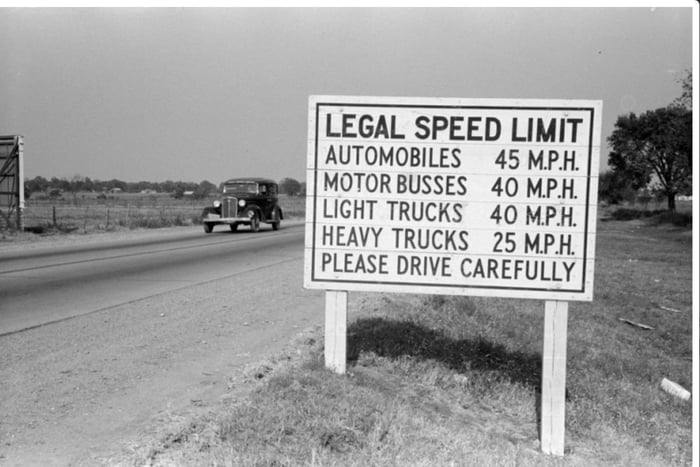 LEGAL SPEED LIMIT
AUTOMOBILES 45 M.P.H.
MOTOR BUSSES 40 M.P.H.
LIGHT TRUCKS 40 M.P.H.
HEAVY TRUCKS 25 M.P.H.
PLEASE DRIVE CAREFULLY